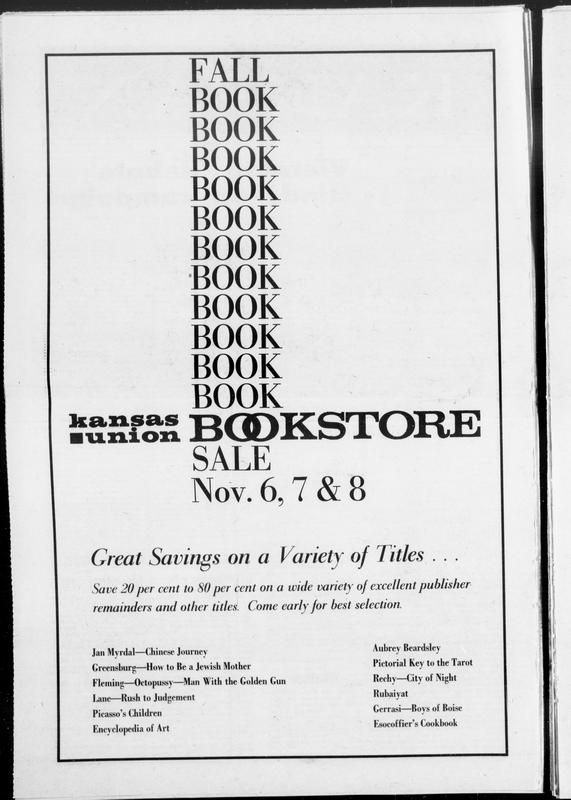 FALL
BOOK
BOOK
BOOK
BOOK
BOOK
BOOK
BOOK
BOOK
BOOK
BOOK
BOOK
kansas union BOOKSTORE
SALE
Nov. 6, 7 & 8
Great Savings on a Variety of Titles . . .
Save 20 per cent to 80 per cent on a wide variety of excellent publisher
remainders and other titles. Come early for best selection.
Jan Myrdal—Chinese Journey
Greensburg—How to Be a Jewish Mother
Fleming—Octopussy—Man With the Golden Gun
Lane—Rush to Judgement
Picasso's Children
Encyclopedia of Art
Aubrey Beardsley
Pictorial Key to the Tarot
Rechy—City of Night
Rubaiyat
Gerrasi—Boys of Boise
Esocoffier's Cookbook